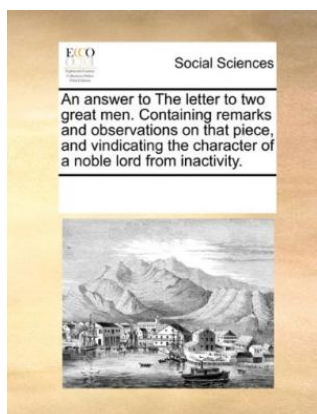 ECCO
Social Sciences
An answer to The letter to two
great men. Containing remarks
and observations on that piece,
and vindicating the character of
a noble lord from inactivity.